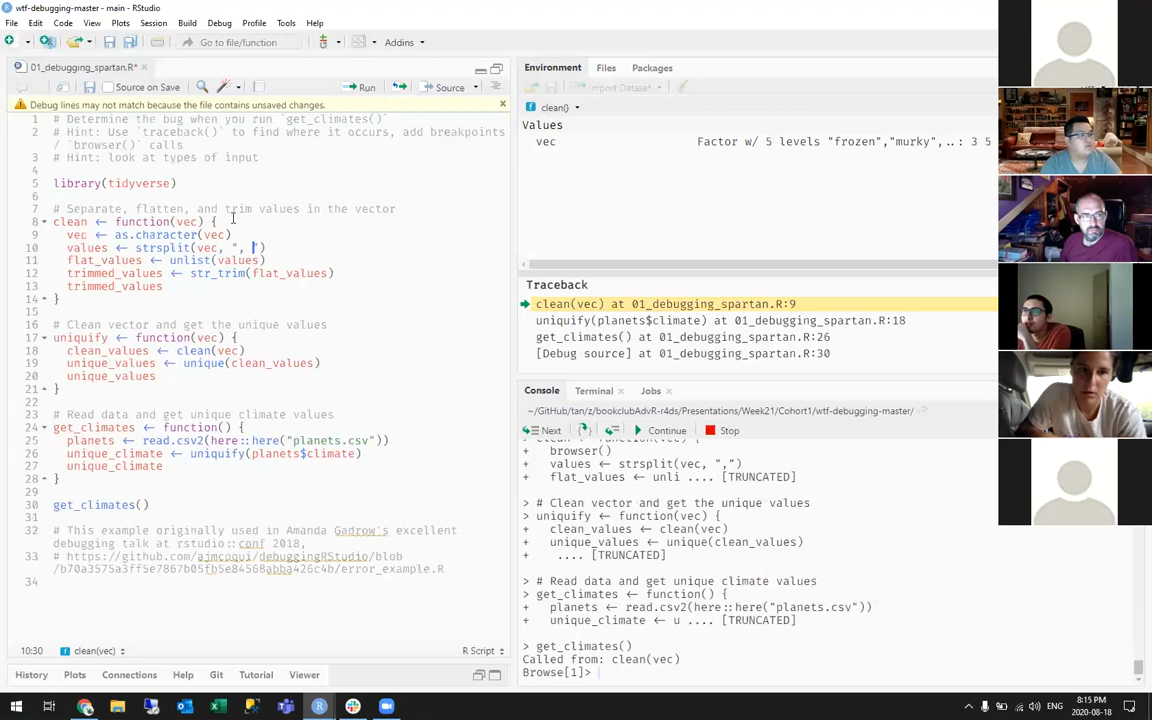 wtf-debugging-master - main - RStudio
File Edit Code View Plots Session Build Debug Profile Tools Help
Go to file/function Addins
01_debugging_spartan.R*
Source on Save Run Source
Debug lines may not match because the file contains unsaved changes.
1 # Determine the bug when you run `get_climates()`
2 # Hint: Use `traceback()` to find where it occurs, add breakpoints
/ `browser()` calls
3 # Hint: look at types of input
4
5 library(tidyverse)
6
7 # Separate, flatten, and trim values in the vector
8 clean ← function(vec) {
9 vec ← as.character(vec)
10 values ← strsplit(vec, ", ")
11 flat_values ← unlist(values)
12 trimmed_values ← str_trim(flat_values)
13 trimmed_values
14 }
15
16 # Clean vector and get the unique values
17 uniquify ← function(vec) {
18 clean_values ← clean(vec)
19 unique_values ← unique(clean_values)
20 unique_values
21 }
22
23 # Read data and get unique climate values
24 get_climates ← function() {
25 planets ← read.csv2(here::here("planets.csv"))
26 unique_climate ← uniquify(planets$climate)
27 unique_climate
28 }
29
30 get_climates()
31
32 # This example originally used in Amanda Gadrow's excellent
debugging talk at rstudio::conf 2018,
33 # https://github.com/ajmcoqui/debuggingRStudio/blob
/b70a3575a3ff5e7867b05fb5e84568abba426c4b/error_example.R
34
10:30 clean(vec) R Script
History Plots Connections Help Git Tutorial Viewer
Environment Files Packages
Import Dataset
clean()
Values
vec Factor w/ 5 levels "frozen","murky",..: 3 5
Traceback
clean(vec) at 01_debugging_spartan.R:9
uniquify(planets$climate) at 01_debugging_spartan.R:18
get_climates() at 01_debugging_spartan.R:26
[Debug source] at 01_debugging_spartan.R:30
Console Terminal Jobs
~/GitHub/tan/z/bookclubAdvR-r4ds/Presentations/Week21/Cohort1/wtf-debugging-master/
Next Continue Stop
> clean ← function(vec) {
+ browser()
+ values ← strsplit(vec, ",")
+ flat_values ← unli .... [TRUNCATED]
> # Clean vector and get the unique values
> uniquify ← function(vec) {
+ clean_values ← clean(vec)
+ unique_values ← unique(clean_values)
+ .... [TRUNCATED]
> # Read data and get unique climate values
> get_climates ← function() {
+ planets ← read.csv2(here::here("planets.csv"))
+ unique_climate ← u .... [TRUNCATED]
> get_climates()
Called from: clean(vec)
Browse[1]>
ENG 8:15 PM
2020-08-18